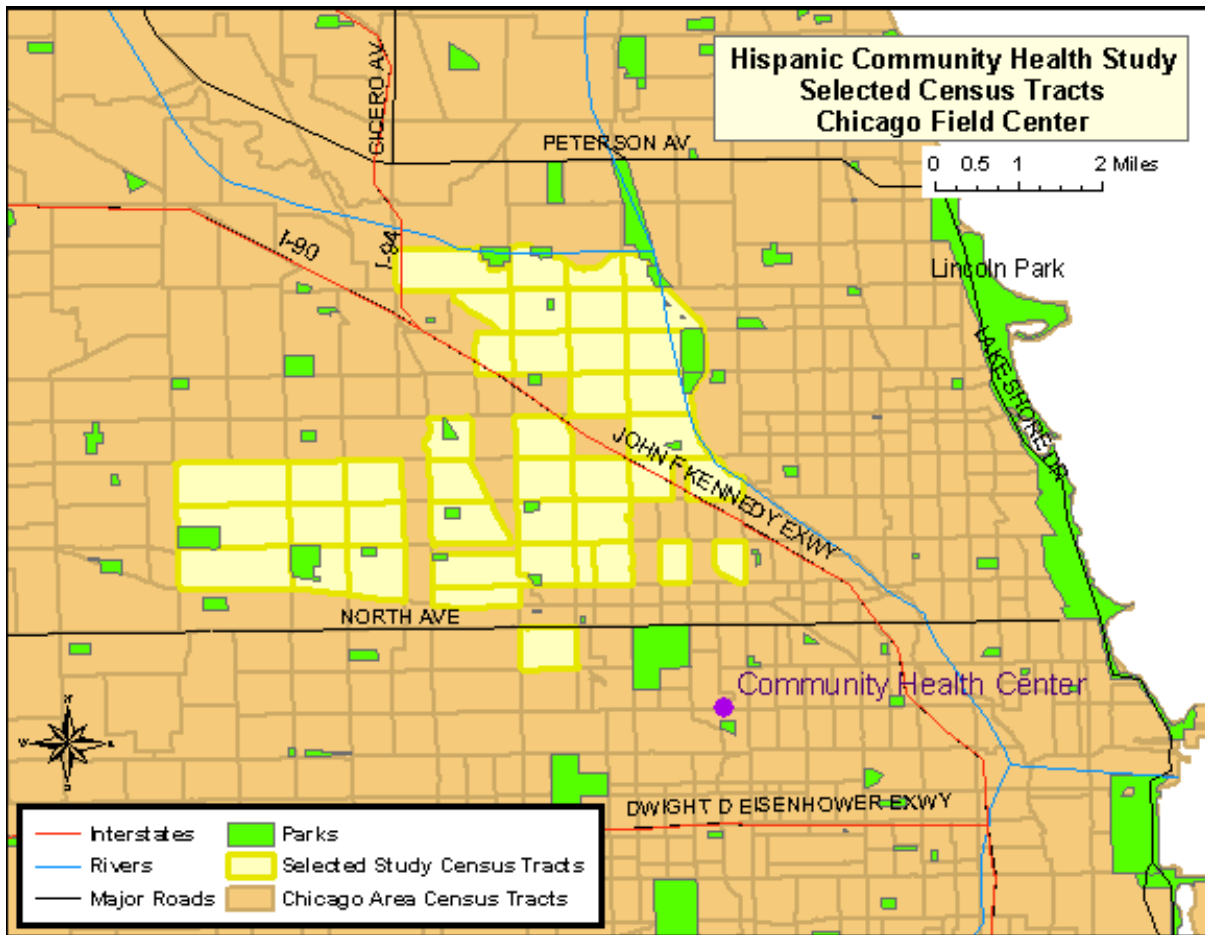 Hispanic Community Health Study
Selected Census Tracts
Chicago Field Center
0 0.5 1 2 Miles
CICERO AV
PETERSON AV
I-90
I-94
Lincoln Park
LAKE SHORE DR
JOHN F KENNEDY EXWY
NORTH AVE
Community Health Center
N
W
E
S
DWIGHT D EISENHOWER EXWY
Interstates
Rivers
Major Roads
Parks
Selected Study Census Tracts
Chicago Area Census Tracts